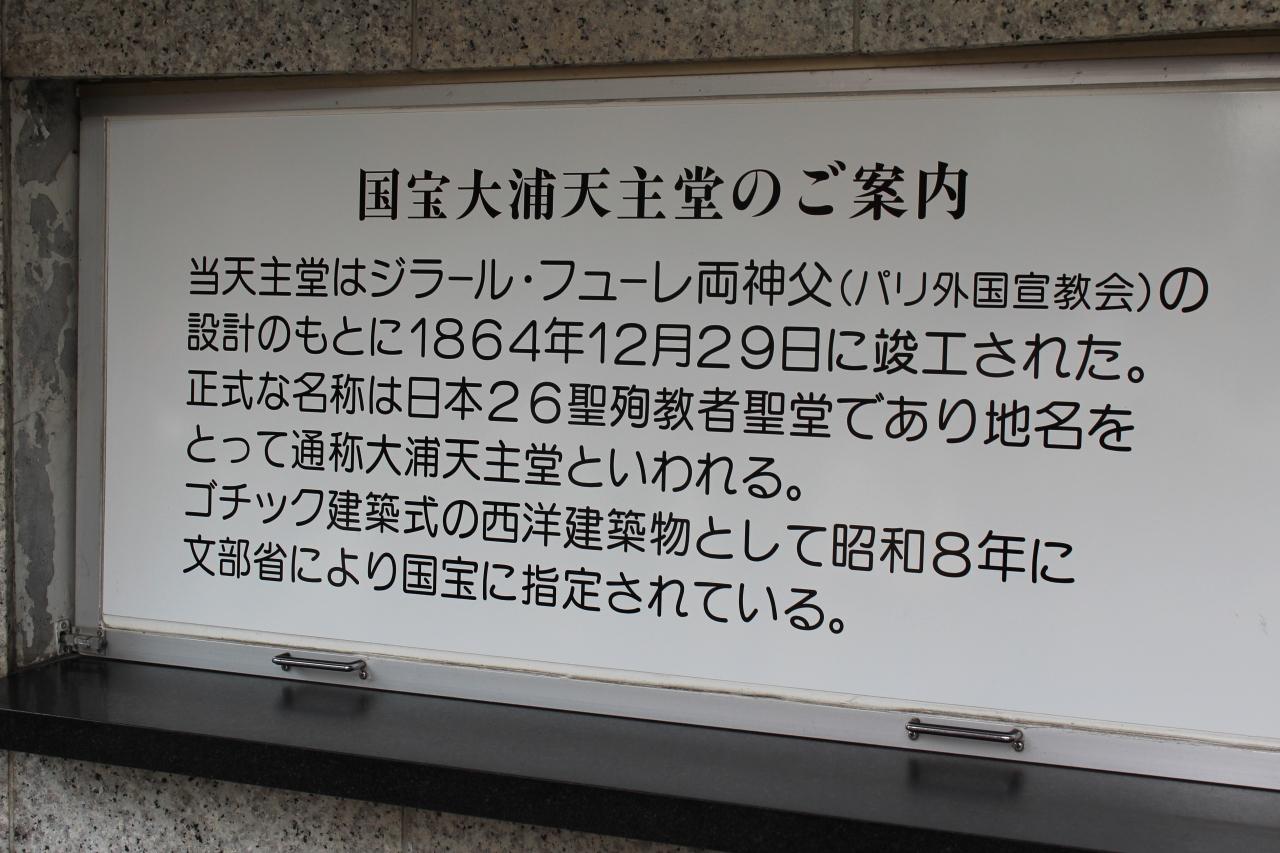 国宝大浦天主堂のご案内
当天主堂はジラール・フューレ両神父(パリ外国宣教会)の
設計のもとに1864年12月29日に竣工された。
正式な名称は日本26聖殉教者聖堂であり地名を
とって通称大浦天主堂といわれる。
ゴチック建築式の西洋建築物として昭和8年に
文部省により国宝に指定されている。